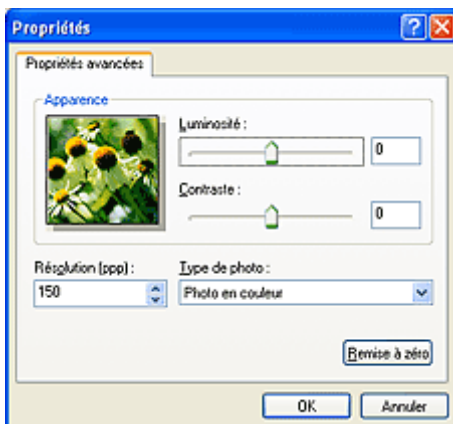 Propriétés
Propriétés avancées
Apparence
Luminosité :
0
Contraste :
0
Résolution (ppp) :
150
Type de photo :
Photo en couleur
Remise à zéro
OK
Annuler